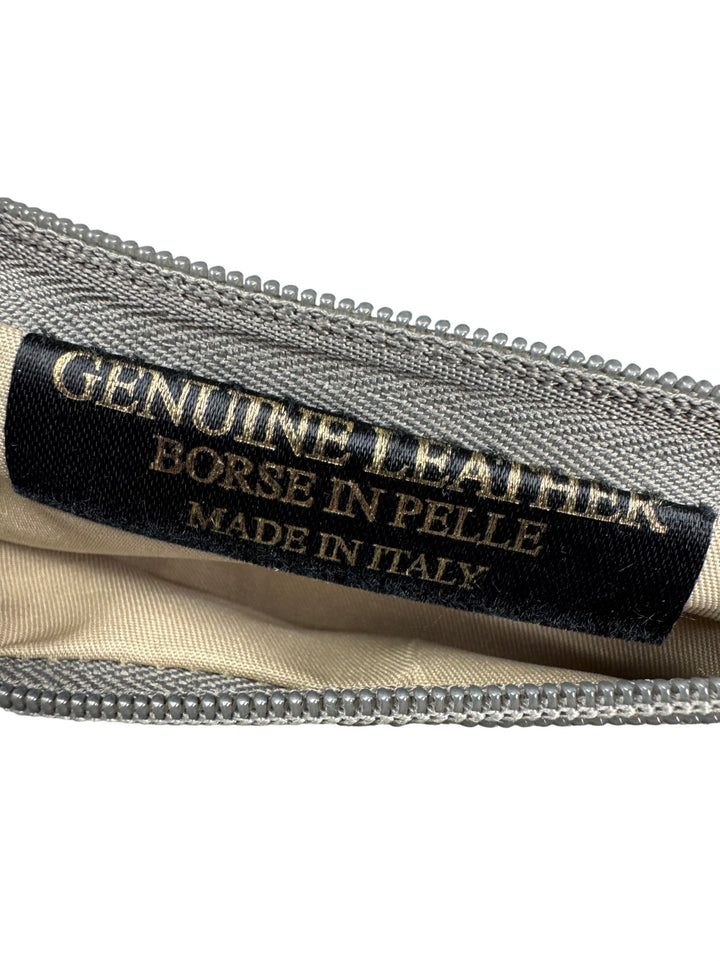 GENUINE LEATHER
BORSE IN PELLE
MADE IN ITALY